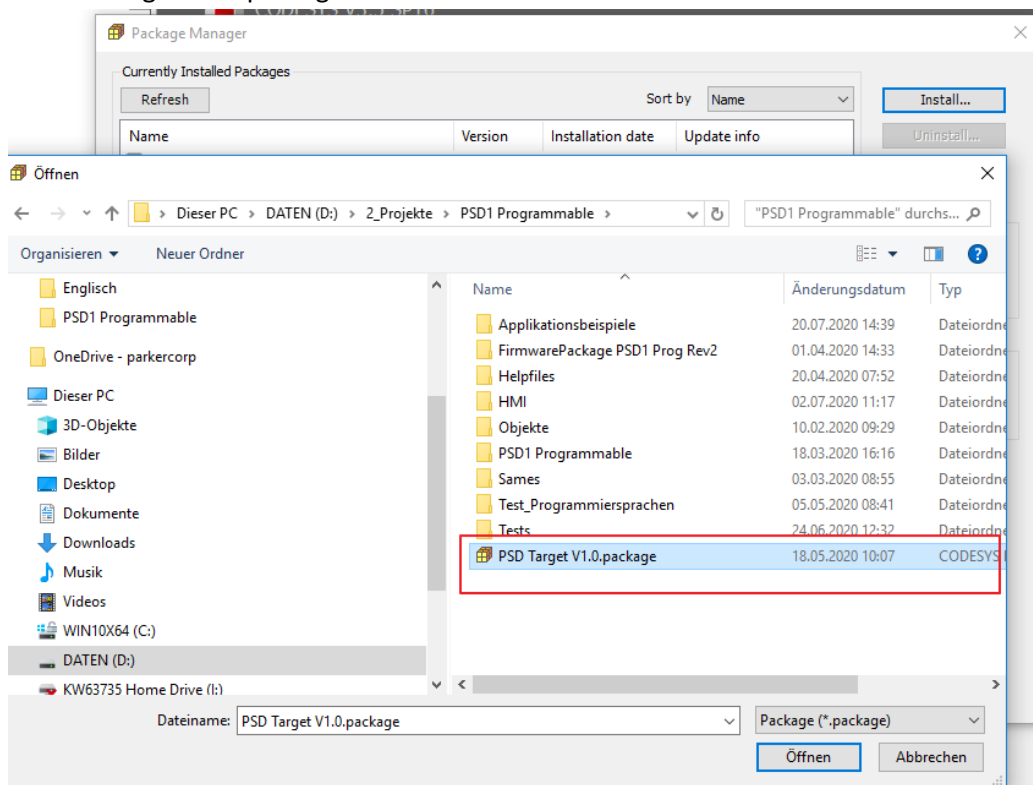 Package Manager
Currently Installed Packages
Refresh
Sort by Name
Install...
Name Version Installation date Update info
Uninstall...
Öffnen
Dieser PC > DATEN (D:) > 2_Projekte > PSD1 Programmable >
"PSD1 Programmable" durchs...
Organisieren Neuer Ordner
Name Änderungsdatum Typ
Englisch
PSD1 Programmable
OneDrive - parkercorp
Dieser PC
3D-Objekte
Bilder
Desktop
Dokumente
Downloads
Musik
Videos
WIN10X64 (C:)
DATEN (D:)
KW63735 Home Drive (I:)
Applikationsbeispiele 20.07.2020 14:39 Dateiordne
FirmwarePackage PSD1 Prog Rev2 01.04.2020 14:33 Dateiordne
Helpfiles 20.04.2020 07:52 Dateiordne
HMI 02.07.2020 11:17 Dateiordne
Objekte 10.02.2020 09:29 Dateiordne
PSD1 Programmable 18.03.2020 16:16 Dateiordne
Sames 03.03.2020 08:55 Dateiordne
Test_Programmiersprachen 05.05.2020 08:41 Dateiordne
Tests 24.06.2020 12:32 Dateiordne
PSD Target V1.0.package 18.05.2020 10:07 CODESYS
Dateiname: PSD Target V1.0.package
Package (*.package)
Öffnen Abbrechen